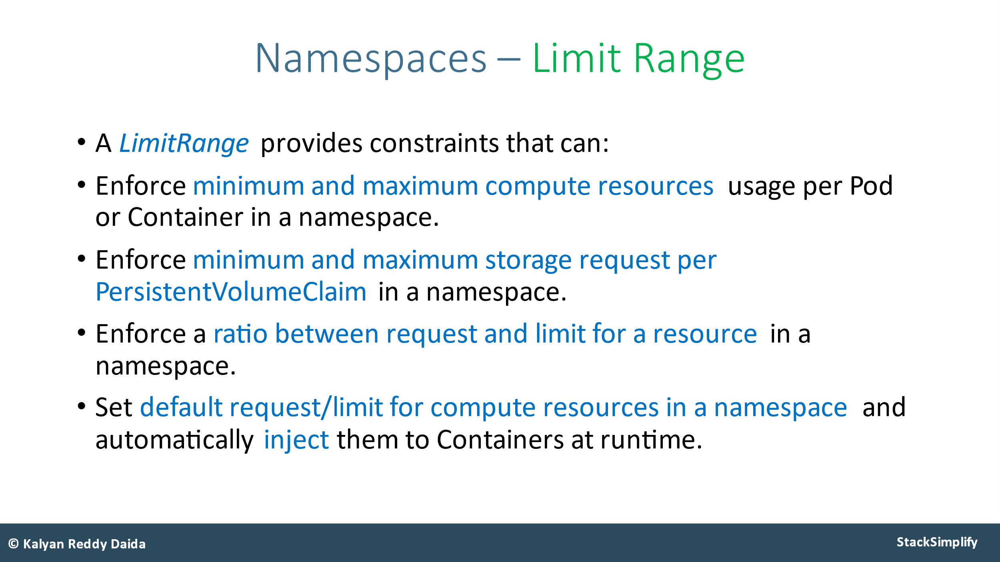 Namespaces – Limit Range
• A LimitRange provides constraints that can:
• Enforce minimum and maximum compute resources usage per Pod
or Container in a namespace.
• Enforce minimum and maximum storage request per
PersistentVolumeClaim in a namespace.
• Enforce a ratio between request and limit for a resource in a
namespace.
• Set default request/limit for compute resources in a namespace and
automatically inject them to Containers at runtime.
© Kalyan Reddy Daida
StackSimplify